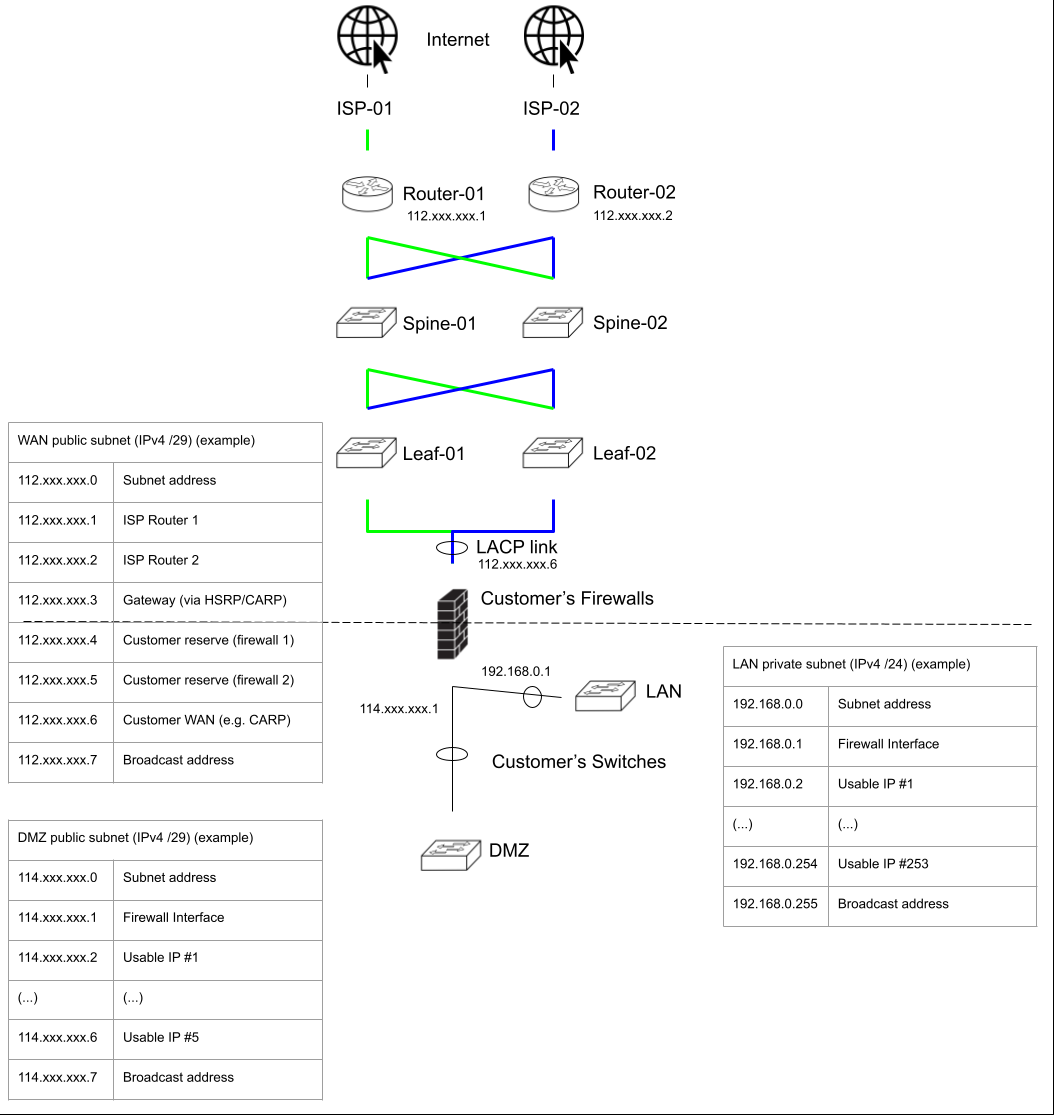 Internet
ISP-01
ISP-02
Router-01
112.xxx.xxx.1
Router-02
112.xxx.xxx.2
Spine-01
Spine-02
Leaf-01
Leaf-02
LACP link
112.xxx.xxx.6
Customer's Firewalls
192.168.0.1
LAN
114.xxx.xxx.1
Customer's Switches
DMZ
WAN public subnet (IPv4 /29) (example)
112.xxx.xxx.0 Subnet address
112.xxx.xxx.1 ISP Router 1
112.xxx.xxx.2 ISP Router 2
112.xxx.xxx.3 Gateway (via HSRP/CARP)
112.xxx.xxx.4 Customer reserve (firewall 1)
112.xxx.xxx.5 Customer reserve (firewall 2)
112.xxx.xxx.6 Customer WAN (e.g. CARP)
112.xxx.xxx.7 Broadcast address
DMZ public subnet (IPv4 /29) (example)
114.xxx.xxx.0 Subnet address
114.xxx.xxx.1 Firewall Interface
114.xxx.xxx.2 Usable IP #1
(...) (...)
114.xxx.xxx.6 Usable IP #5
114.xxx.xxx.7 Broadcast address
LAN private subnet (IPv4 /24) (example)
192.168.0.0 Subnet address
192.168.0.1 Firewall Interface
192.168.0.2 Usable IP #1
(...) (...)
192.168.0.254 Usable IP #253
192.168.0.255 Broadcast address